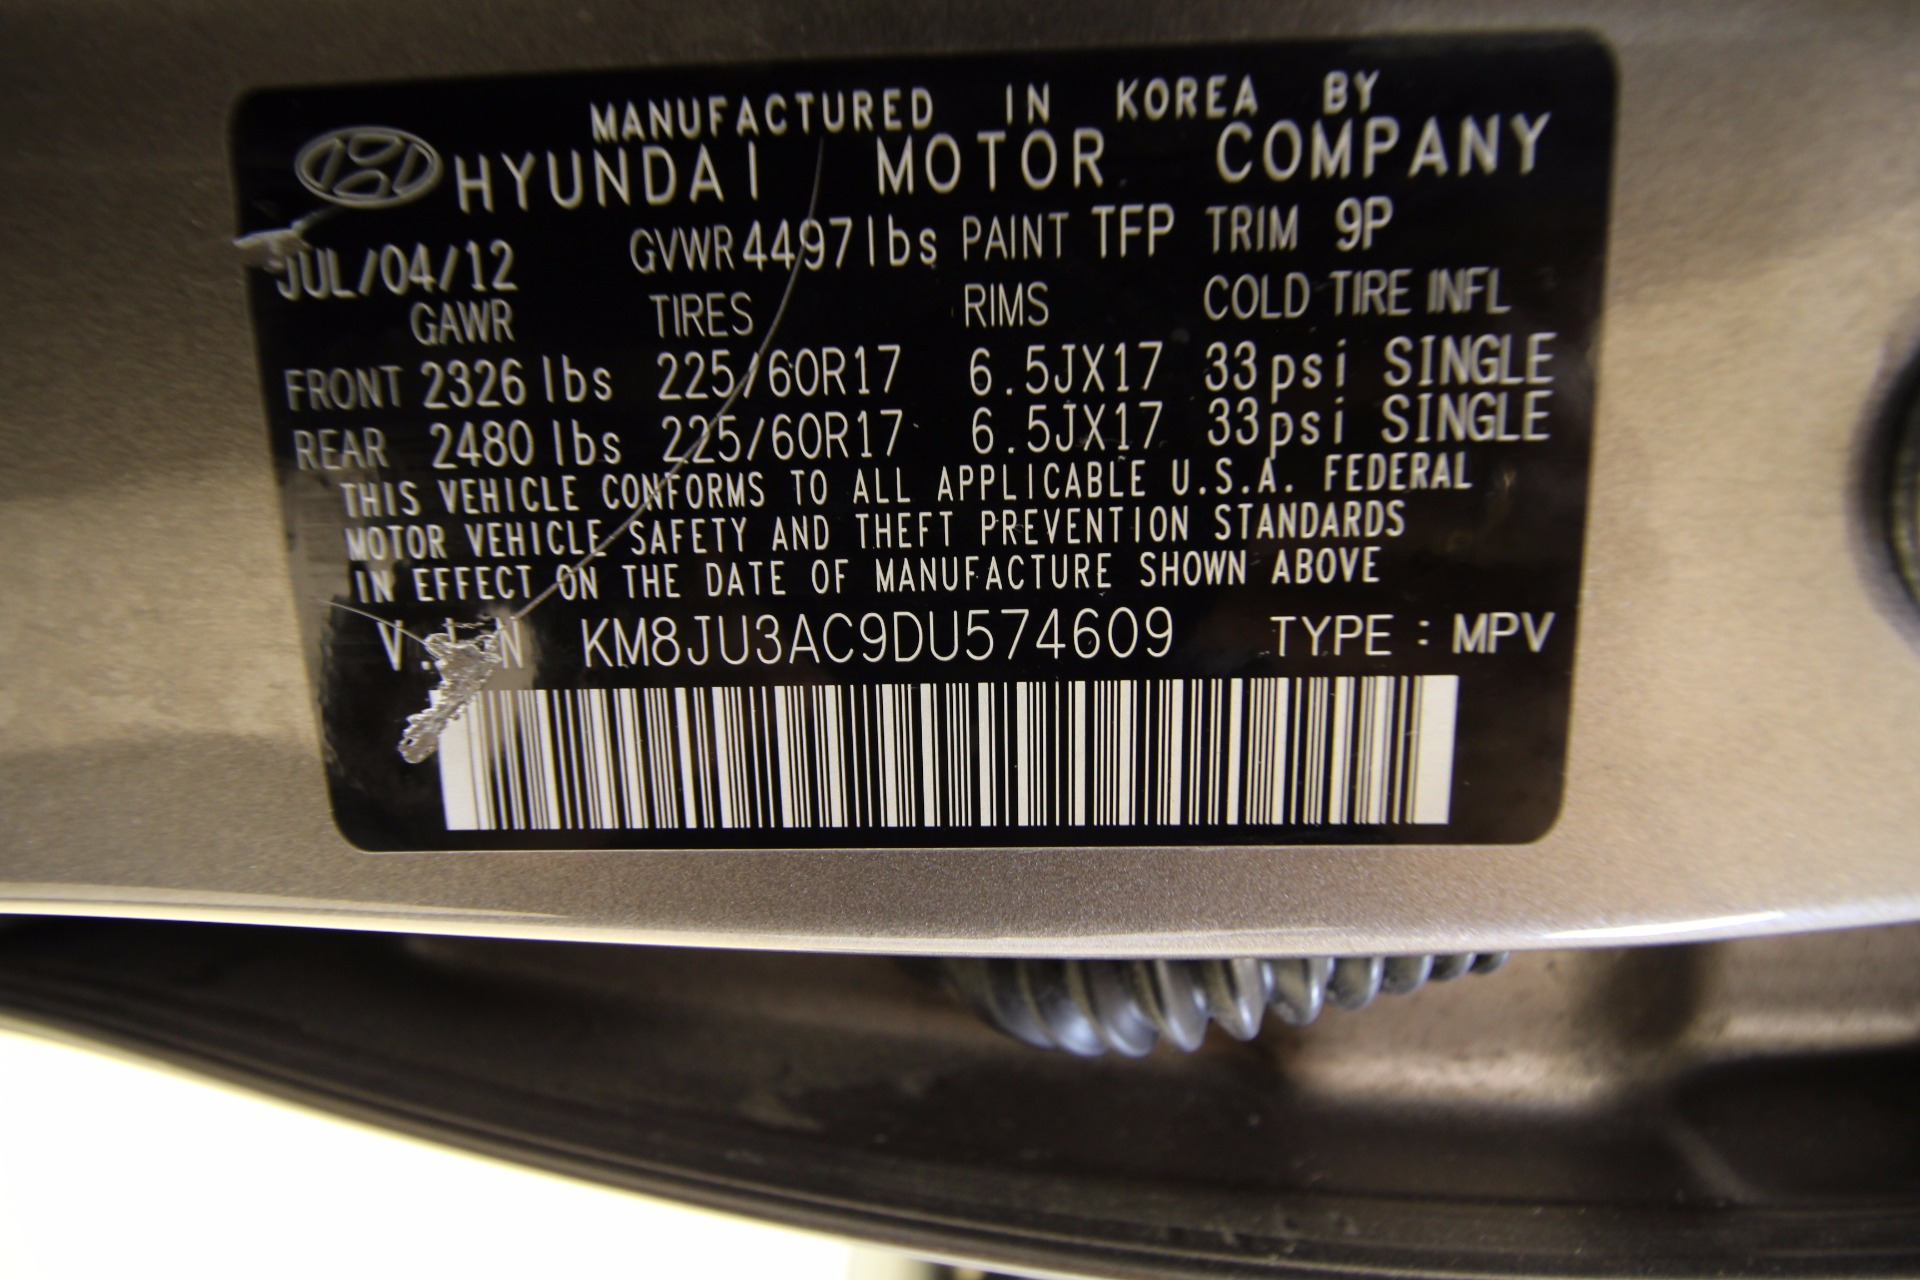 MANUFACTURED IN KOREA BY
HYUNDAI MOTOR COMPANY
JUL/04/12 GVWR 4497lbs PAINT TFP TRIM 9P
GAWR TIRES RIMS COLD TIRE INFL
FRONT 2326 lbs 225/60R17 6.5JX17 33psi SINGLE
REAR 2480 lbs 225/60R17 6.5JX17 33psi SINGLE
THIS VEHICLE CONFORMS TO ALL APPLICABLE U.S.A. FEDERAL
MOTOR VEHICLE SAFETY AND THEFT PREVENTION STANDARDS
IN EFFECT ON THE DATE OF MANUFACTURE SHOWN ABOVE
V.I.N KM8JU3AC9DU574609 TYPE : MPV